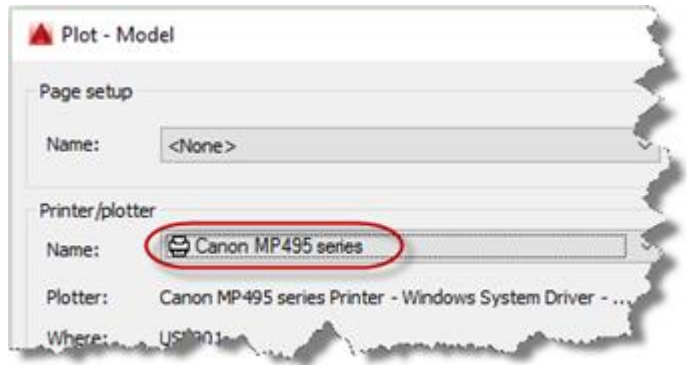 Plot - Model
Page setup
Name: <None>
Printer/plotter
Name: Canon MP495 series
Plotter: Canon MP495 series Printer - Windows System Driver - ...
Where: